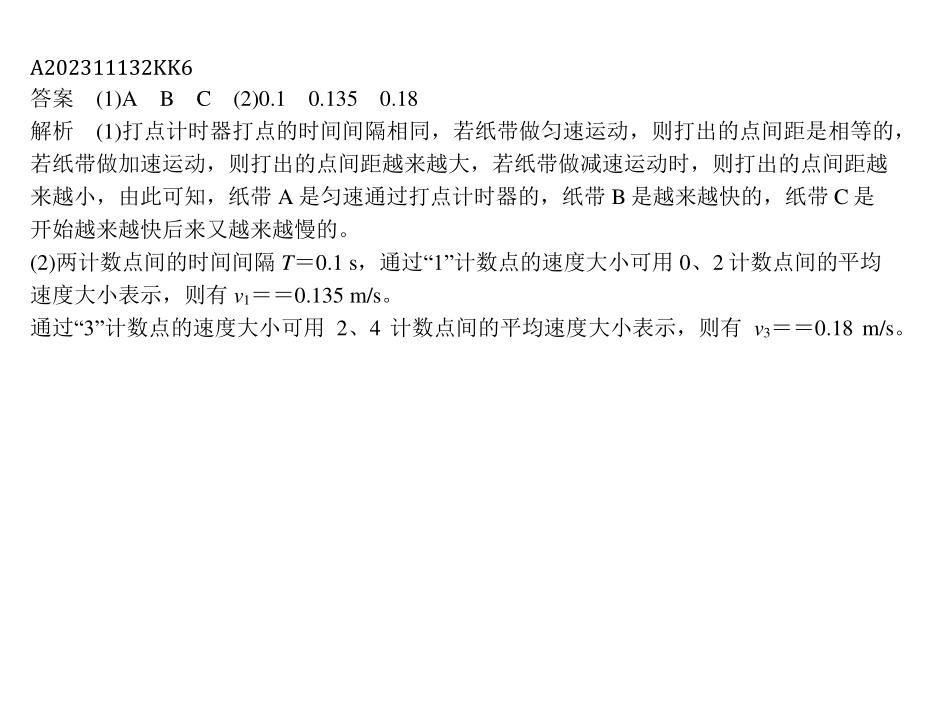 A202311132KK6
答案 (1)A B C (2)0.1 0.135 0.18
解析 (1)打点计时器打点的时间间隔相同，若纸带做匀速运动，则打出的点间距是相等的，
若纸带做加速运动，则打出的点间距越来越大，若纸带做减速运动时，则打出的点间距越
来越小，由此可知，纸带 A 是匀速通过打点计时器的，纸带 B 是越来越快的，纸带 C 是
开始越来越快后来又越来越慢的。
(2)两计数点间的时间间隔 T＝0.1 s，通过“1”计数点的速度大小可用 0、2 计数点间的平均
速度大小表示，则有 v₁＝＝0.135 m/s。
通过“3”计数点的速度大小可用 2、4 计数点间的平均速度大小表示，则有 v₃＝＝0.18 m/s。